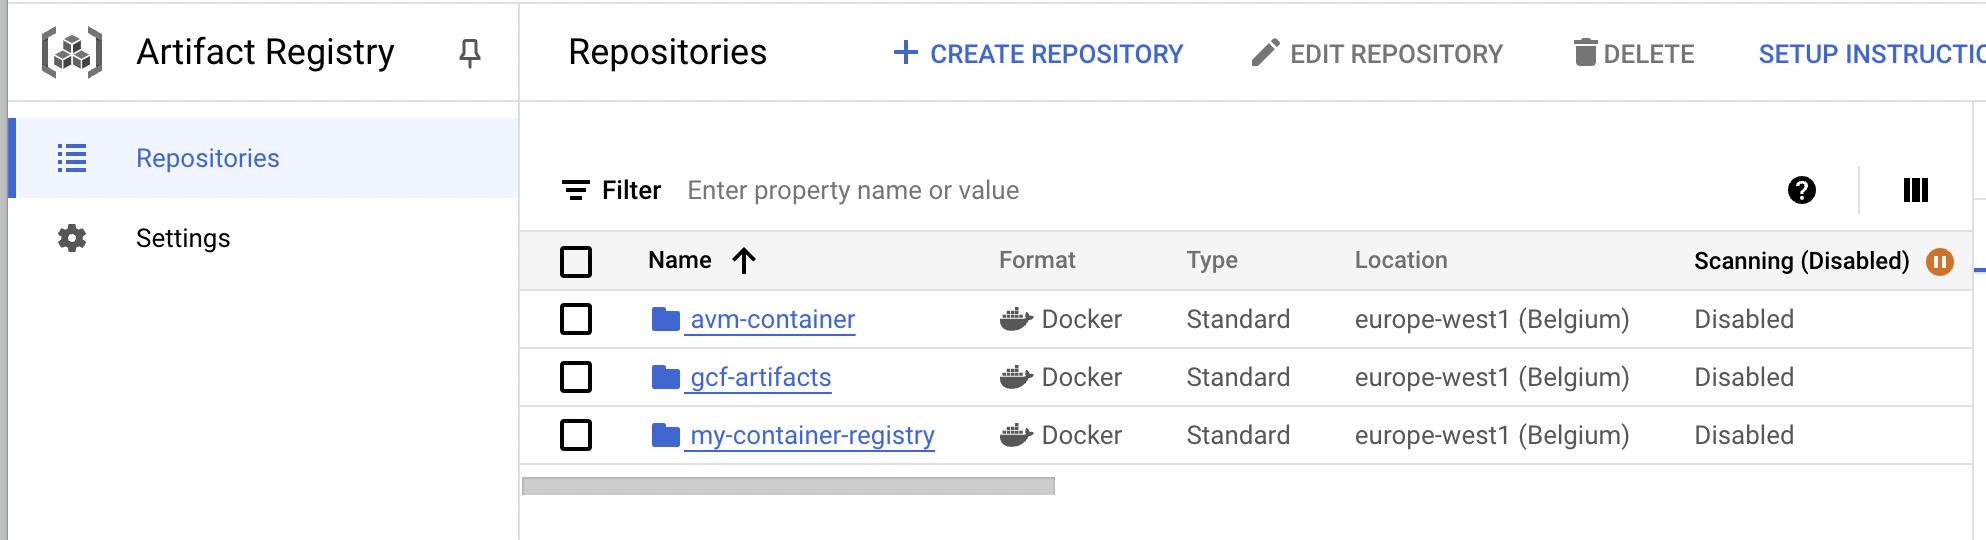 Artifact Registry
Repositories
CREATE REPOSITORY
EDIT REPOSITORY
DELETE
SETUP INSTRUCTIO
Repositories
Settings
Filter Enter property name or value
Name Format Type Location Scanning (Disabled)
avm-container Docker Standard europe-west1 (Belgium) Disabled
gcf-artifacts Docker Standard europe-west1 (Belgium) Disabled
my-container-registry Docker Standard europe-west1 (Belgium) Disabled